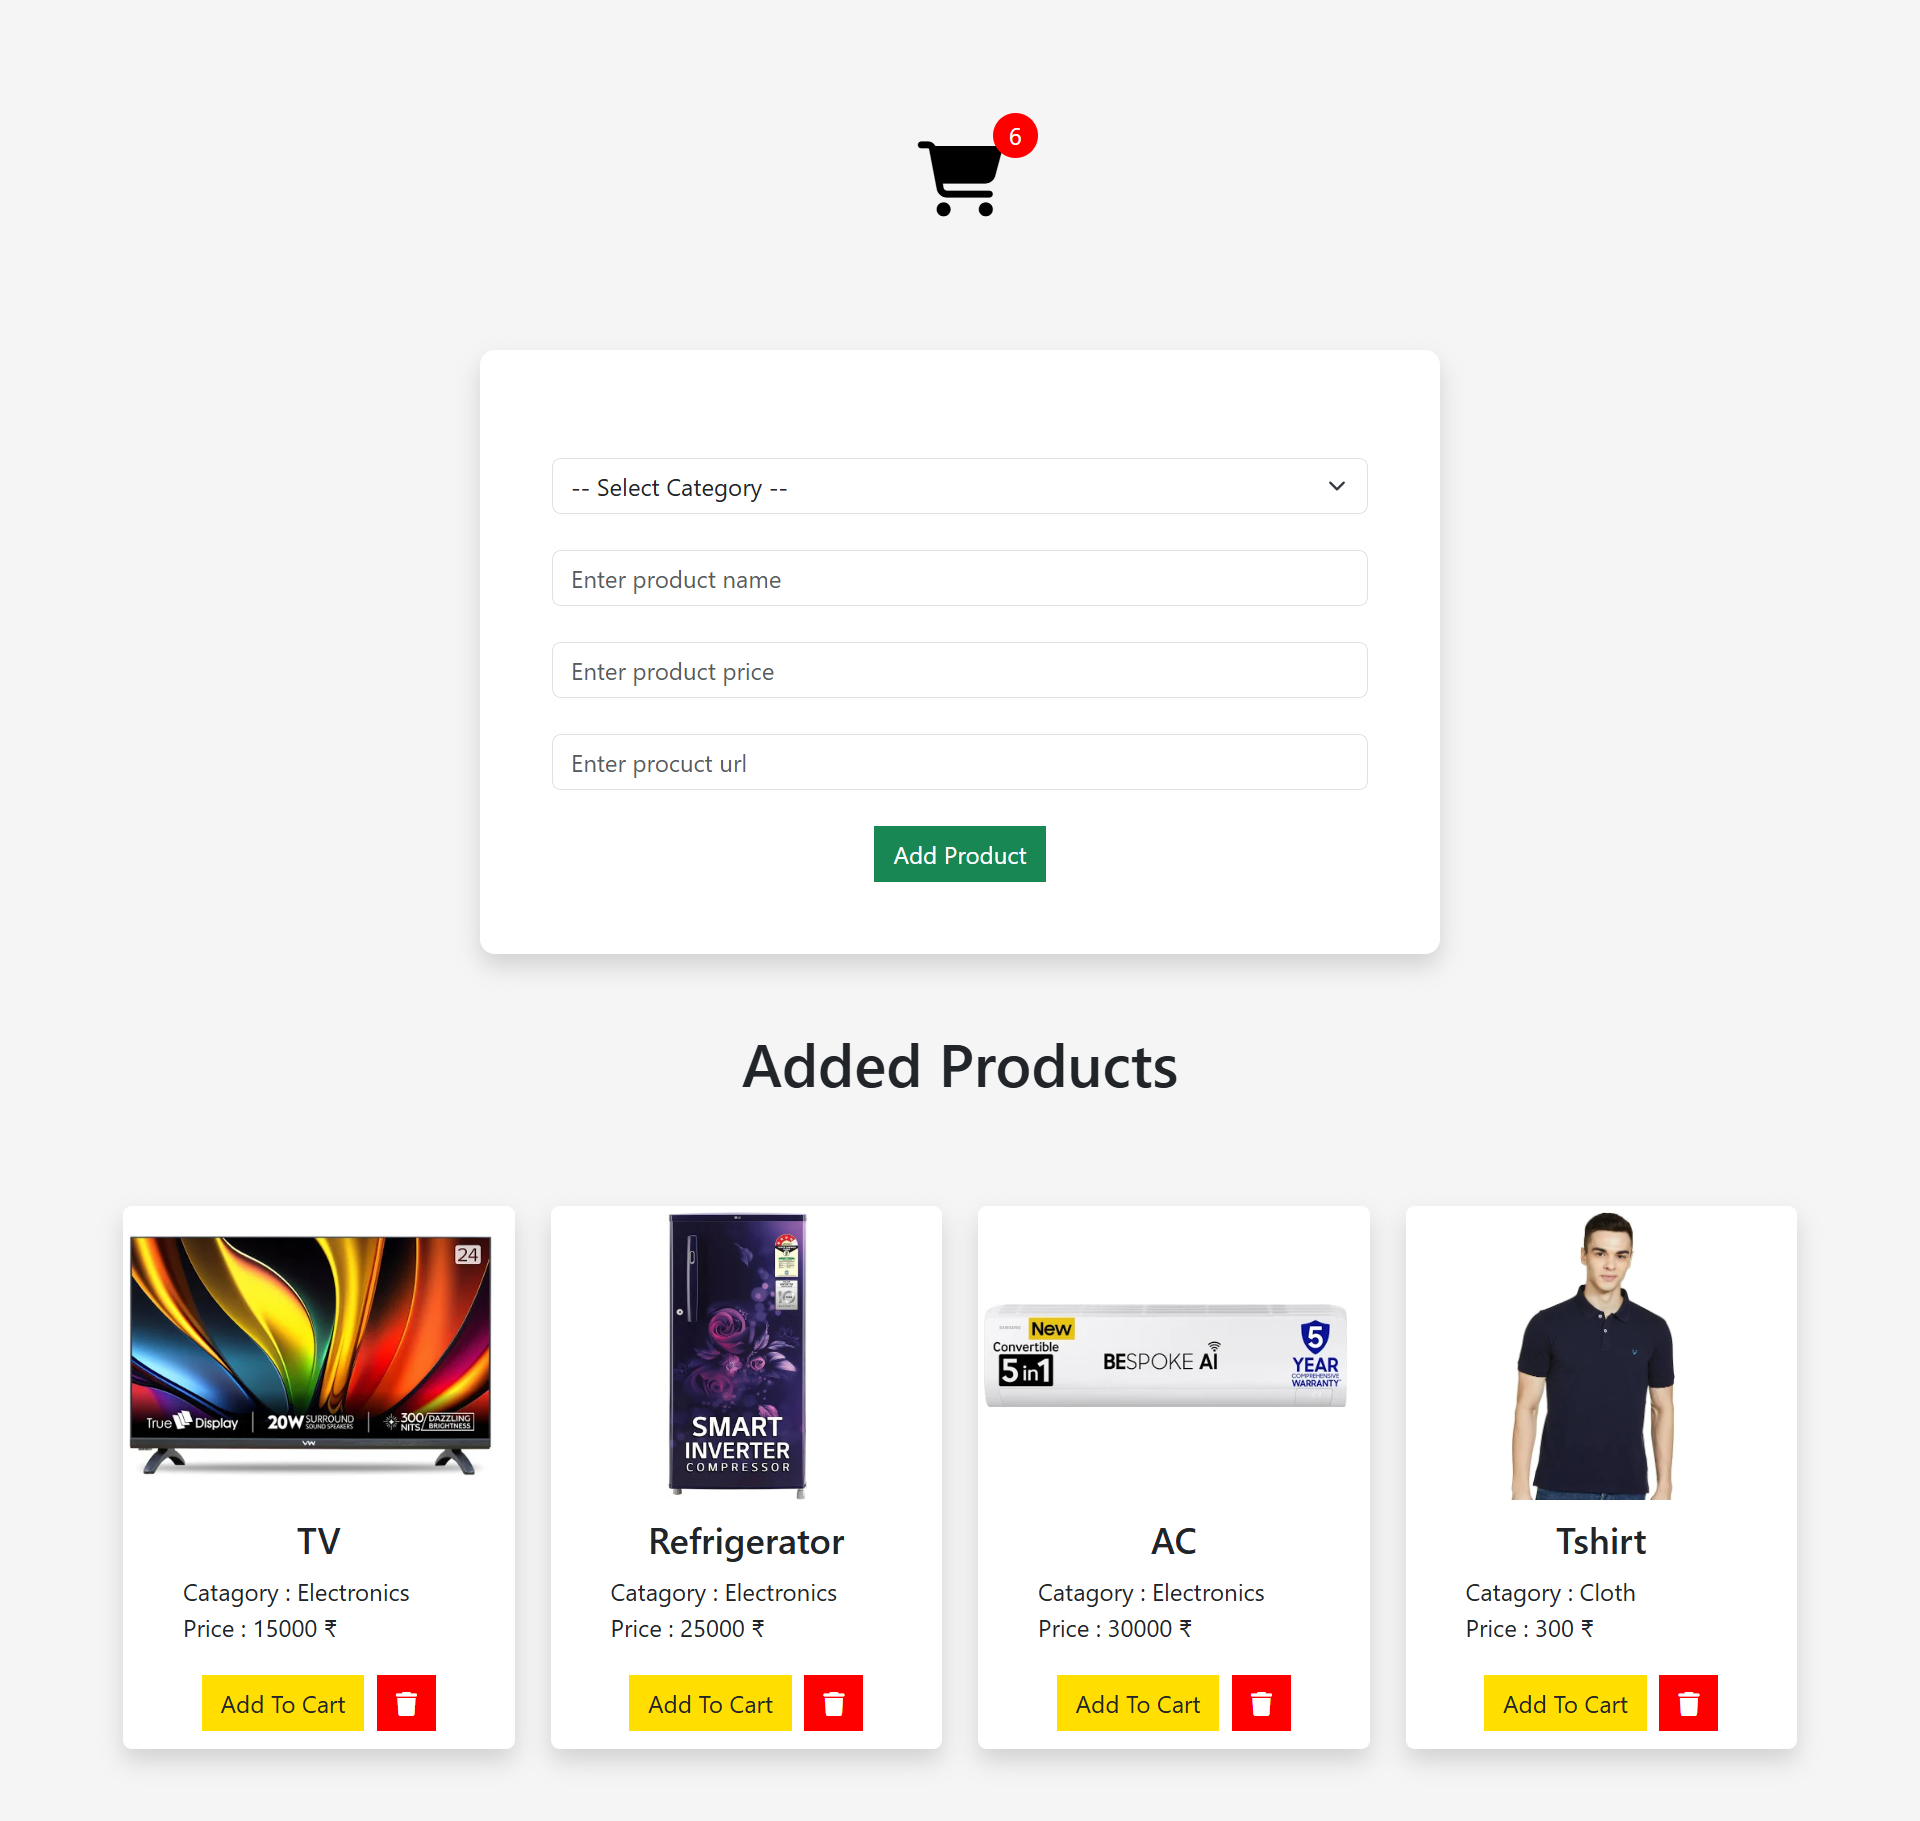 6
-- Select Category --
Enter product name
Enter product price
Enter procuct url
Add Product
Added Products
24
True Display
20W SURROUND
SOUND SPEAKERS
300 NITS DAZZLING
BRIGHTNESS
VW
SMART
INVERTER
COMPRESSOR
SAMSUNG
New
Convertible
5 in 1
BESPOKE AI
5
YEAR
COMPREHENSIVE
WARRANTY
TV
Catagory : Electronics
Price : 15000 ₹
Add To Cart
Refrigerator
Catagory : Electronics
Price : 25000 ₹
Add To Cart
AC
Catagory : Electronics
Price : 30000 ₹
Add To Cart
Tshirt
Catagory : Cloth
Price : 300 ₹
Add To Cart